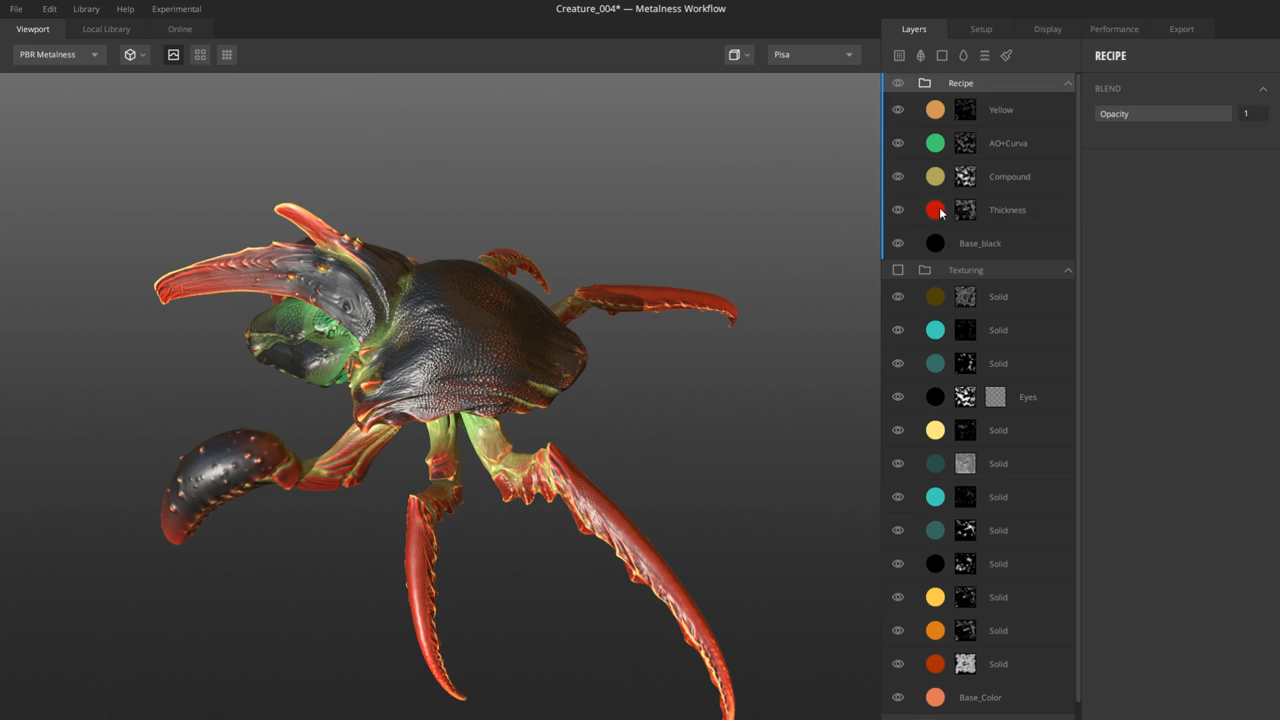 Creature_004* — Metalness Workflow
File Edit Library Help Experimental
Viewport Local Library Online
Layers Setup Display Performance Export
PBR Metalness
Pisa
RECIPE
BLEND
Opacity 1
Recipe
Yellow
AO+Curva
Compound
Thickness
Base_black
Texturing
Solid
Solid
Solid
Eyes
Solid
Solid
Solid
Solid
Solid
Solid
Solid
Solid
Base_Color